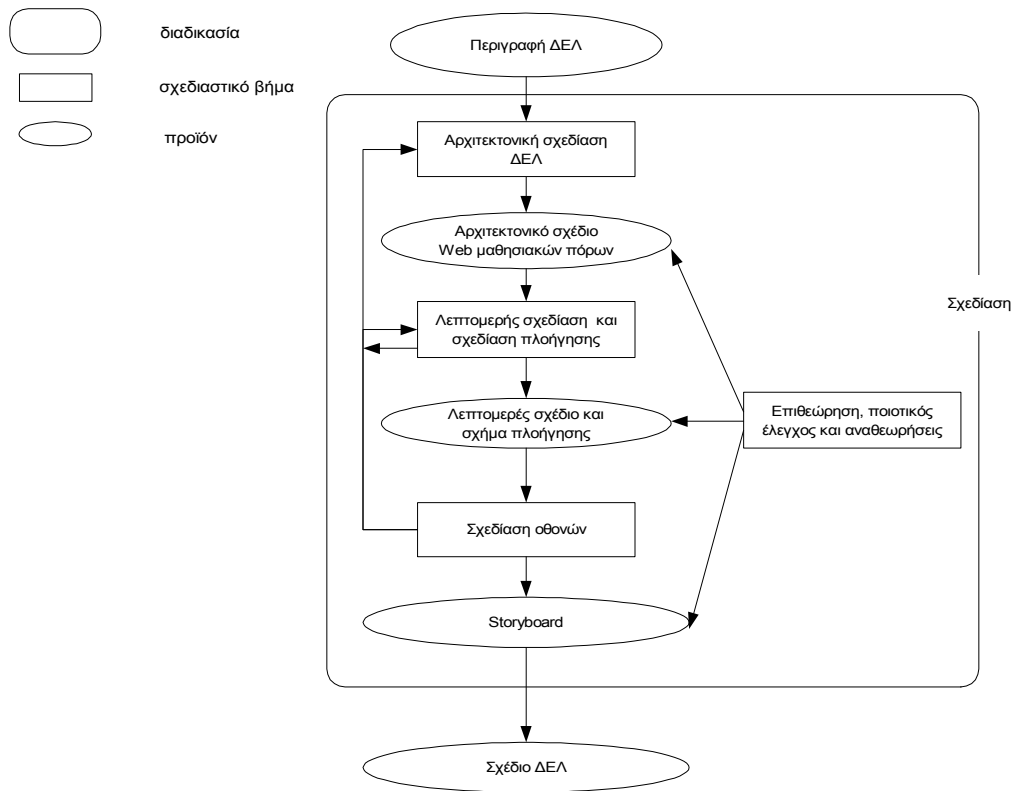 διαδικασία
σχεδιαστικό βήμα
προϊόν
Περιγραφή ΔΕΛ
Αρχιτεκτονική σχεδίαση
ΔΕΛ
Αρχιτεκτονικό σχέδιο
Web μαθησιακών πόρων
Σχεδίαση
Λεπτομερής σχεδίαση και
σχεδίαση πλοήγησης
Λεπτομερές σχέδιο και
σχήμα πλοήγησης
Επιθεώρηση, ποιοτικός
έλεγχος και αναθεωρήσεις
Σχεδίαση οθονών
Storyboard
Σχέδιο ΔΕΛ